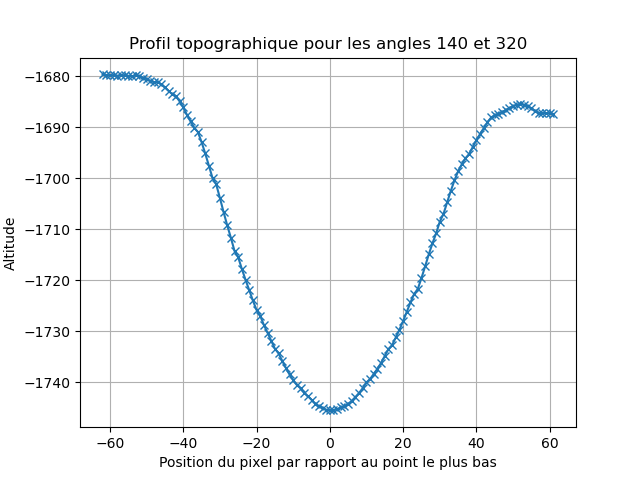 Profil topographique pour les angles 140 et 320
−1680
−1690
−1700
−1710
−1720
−1730
−1740
Altitude
−60 −40 −20 0 20 40 60
Position du pixel par rapport au point le plus bas